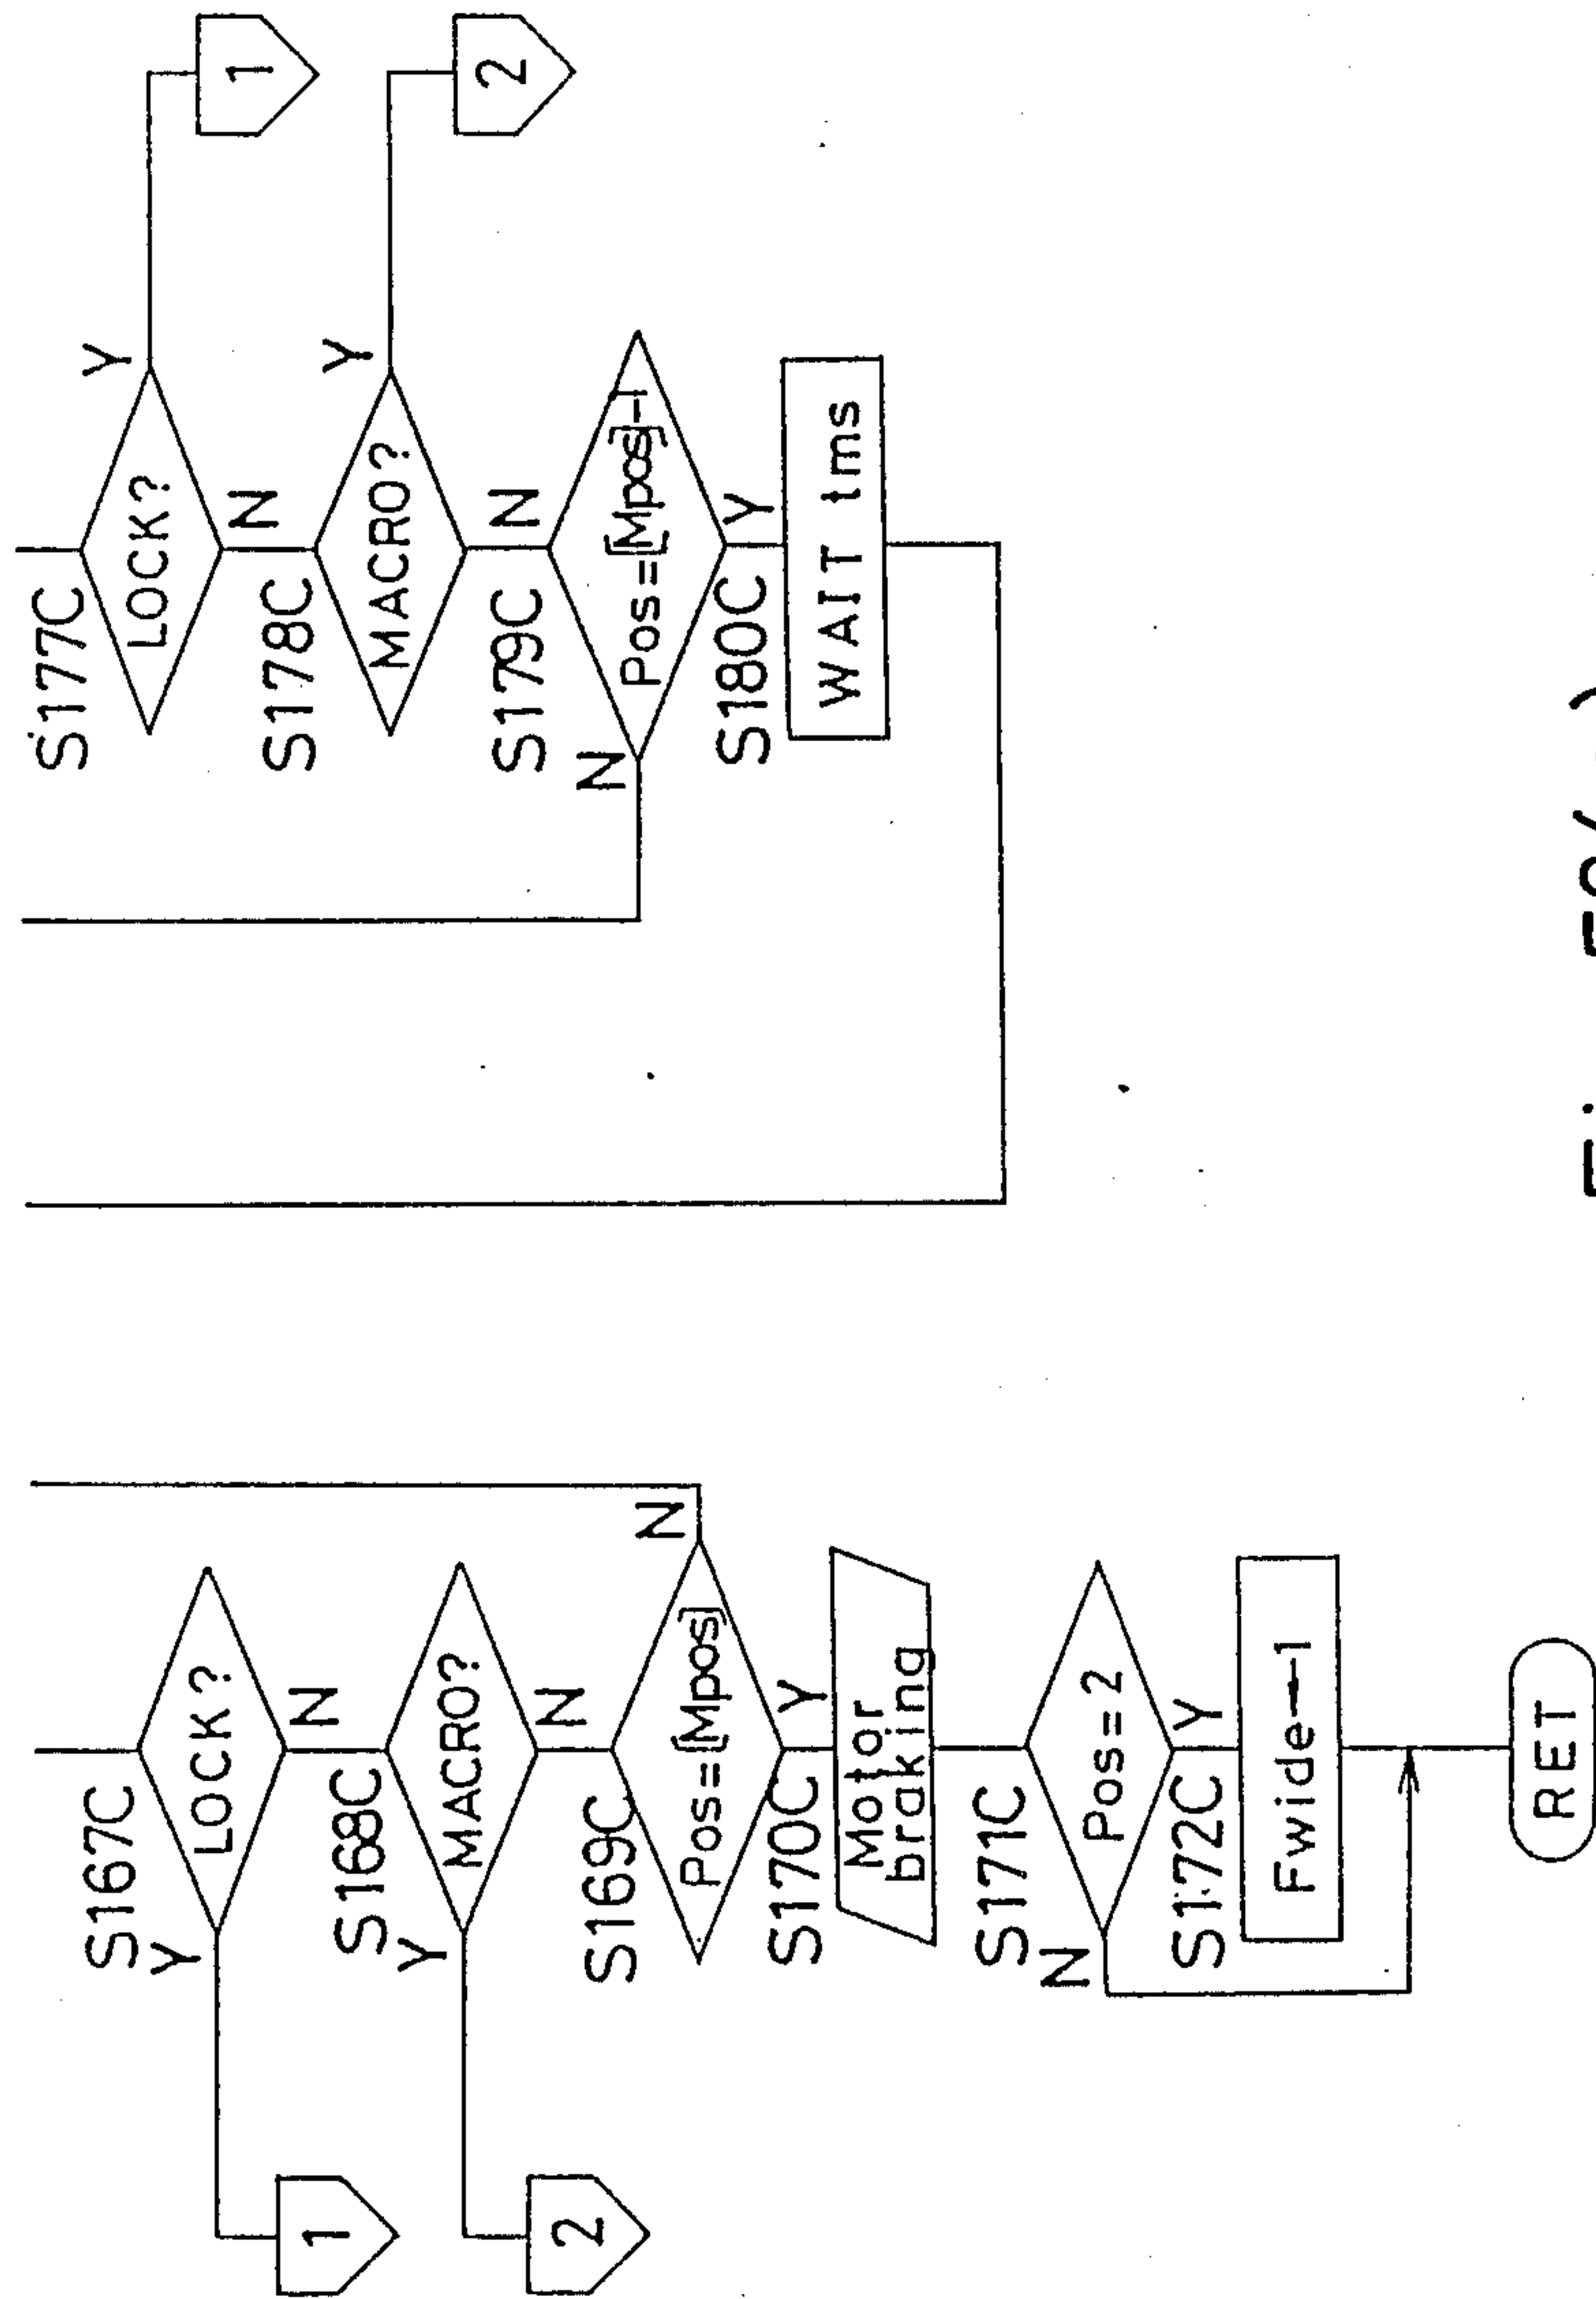 S167C
LOCK?
Y
N
1
S168C
MACRO?
Y
N
2
S169C
Pos=[Mpos]
N
Y
S170C
Motor
braking
S171C
Pos=2
N
Y
S172C
Fwide←1
RET
S177C
LOCK?
Y
N
1
S178C
MACRO?
Y
N
2
S179C
Pos=[Mpos]-1
N
Y
S180C
WAIT tms